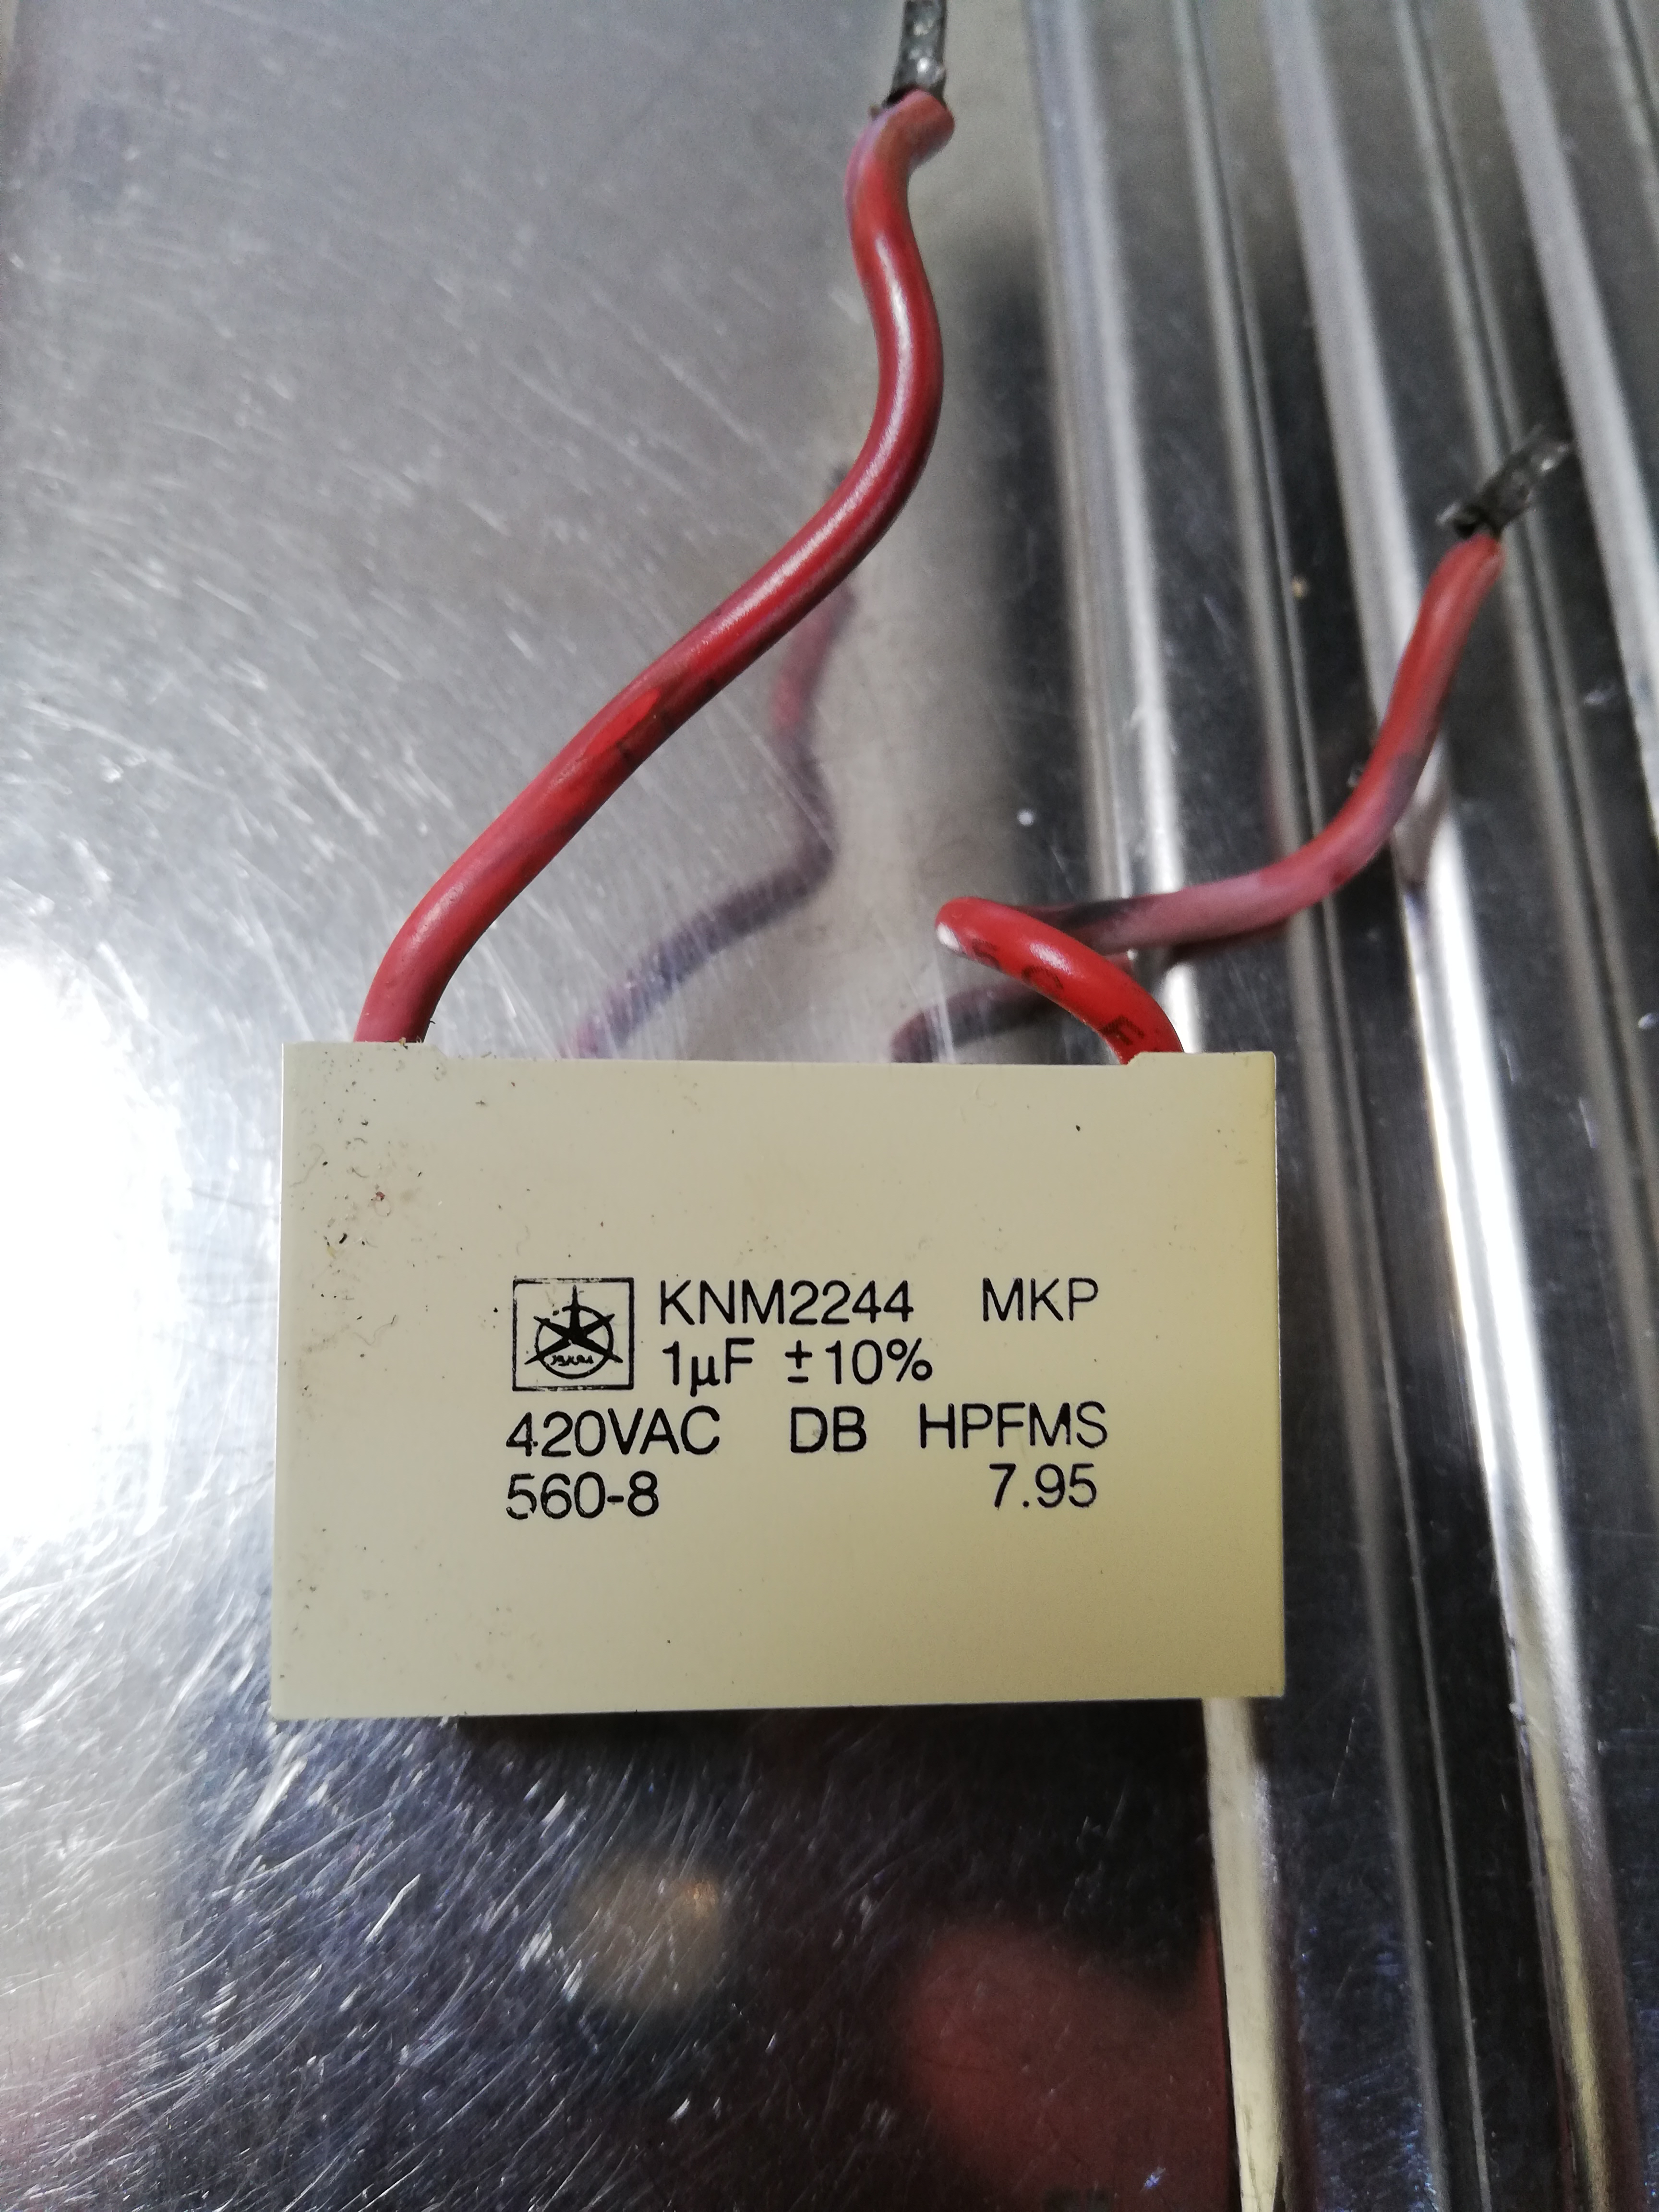 KNM2244 MKP
1µF ±10%
420VAC DB HPFMS
560-8 7.95